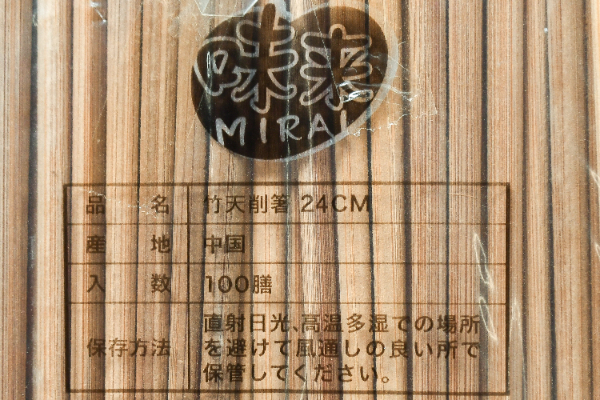 味来
MIRAI
品名 竹天削箸 24CM
産地 中国
入数 100膳
保存方法 直射日光、高温多湿での場所
を避けて風通しの良い所で
保管してください。